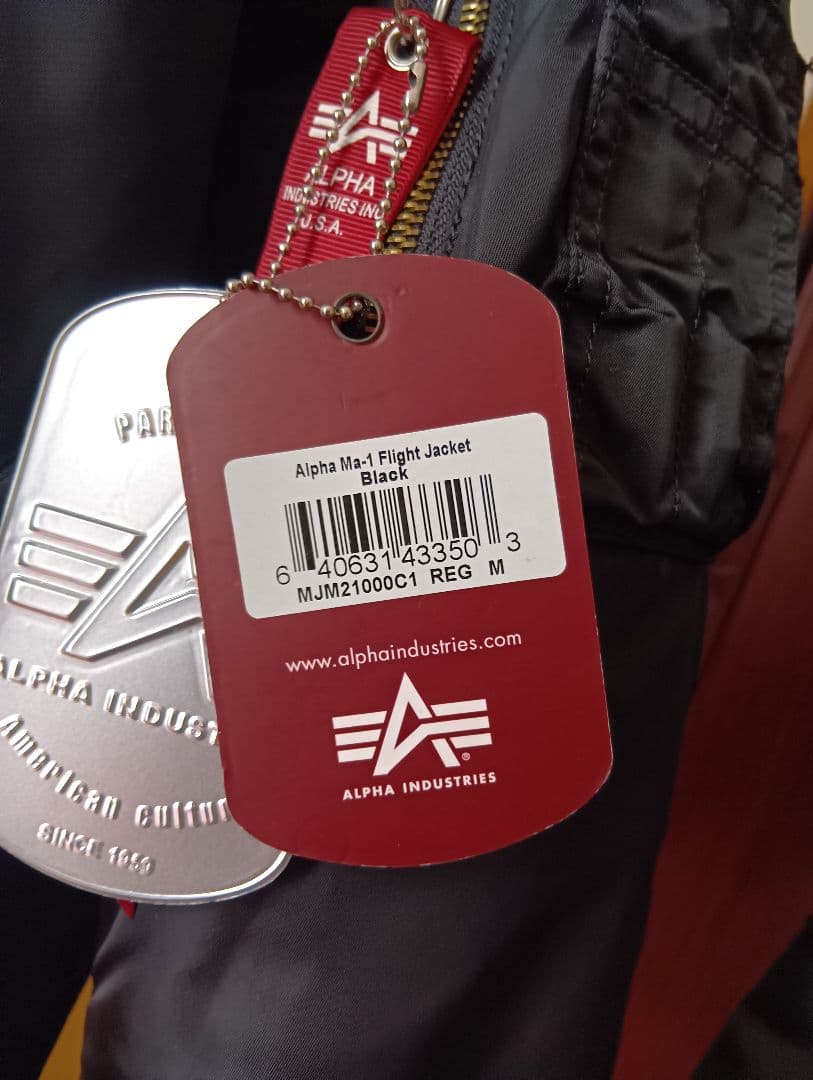 ALPHA
INDUSTRIES INC
U.S.A.
PAR
ALPHA INDUST
American cultur
SINCE 1959
Alpha Ma-1 Flight Jacket
Black
6 40631 43350 3
MJM21000C1 REG M
www.alphaindustries.com
®
ALPHA INDUSTRIES